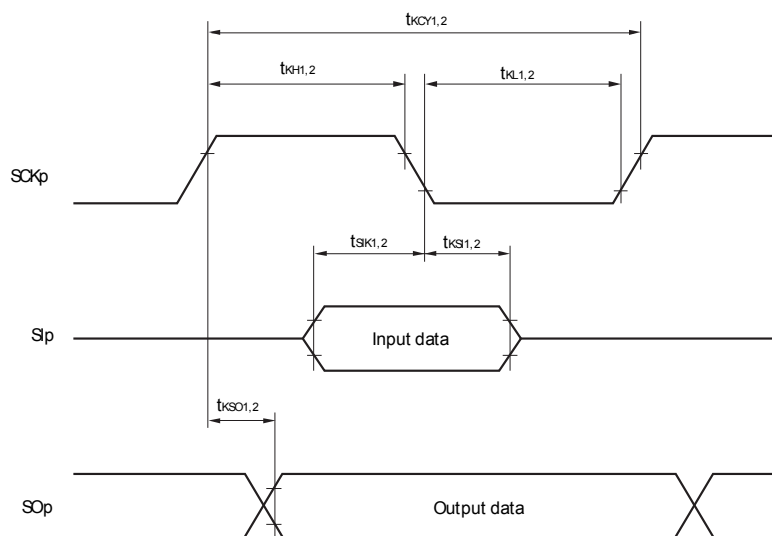 tKCY1,2
tKH1,2
tKL1,2
SCKp
tSIK1,2
tKSI1,2
SIp
Input data
tKSO1,2
SOp
Output data